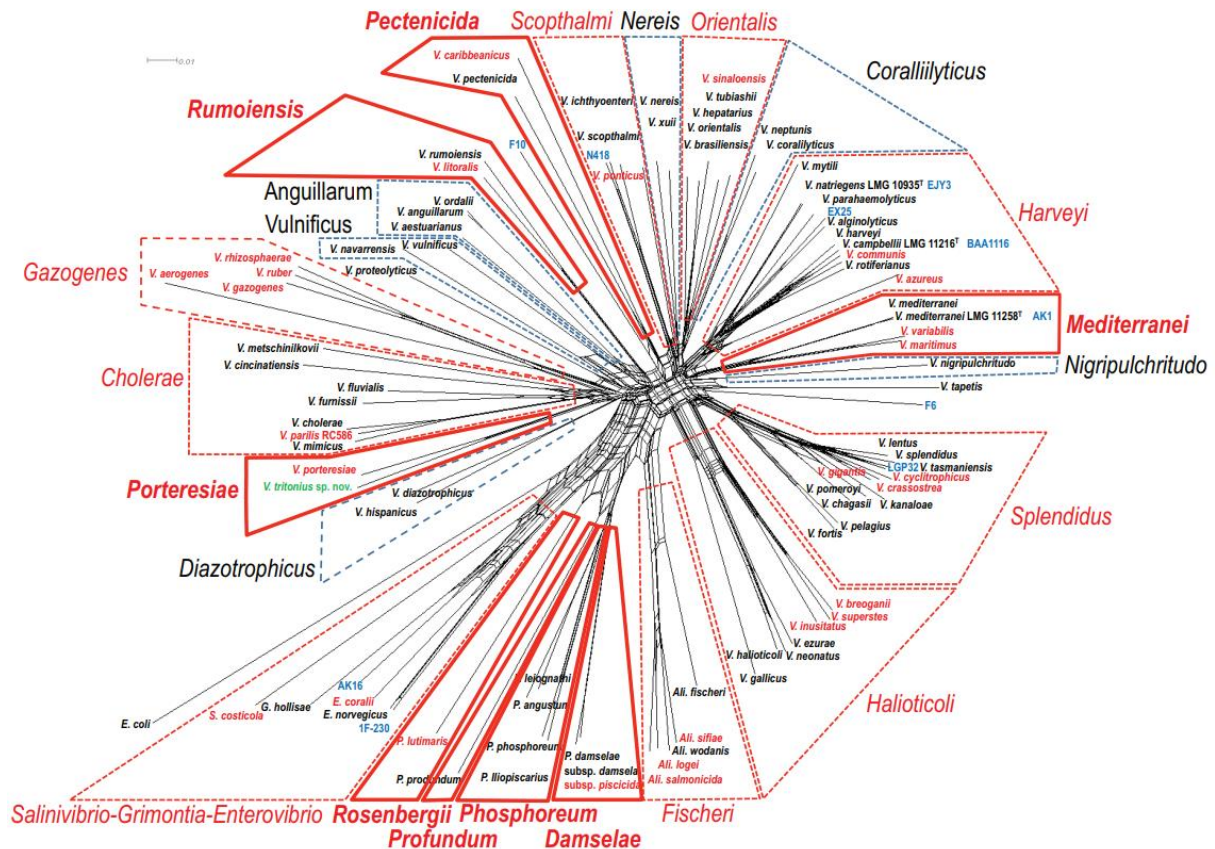 Pectenicida
Scopthalmi
Nereis
Orientalis
0.01
V. caribbeanicus
V. pectenicida
Coralliilyticus
V. sinaloensis
V. tubiashii
V. hepatarius
V. orientalis
V. brasiliensis
V. ichthyoenteri
V. nereis
V. xuii
V. scopthalmi
N418
V. ponticus
V. neptunis
V. coralilyticus
Rumoiensis
F10
V. rumoiensis
V. litoralis
V. mytili
V. natriegens LMG 10935T EJY3
V. parahaemolyticus
EX25
V. alginolyticus
V. harveyi
V. campbellii LMG 11216T BAA1116
V. communis
V. rotiferianus
V. azureus
Harveyi
Anguillarum
Vulnificus
V. ordalii
V. anguillarum
V. aestuarianus
V. vulnificus
V. navarrensis
V. proteolyticus
Gazogenes
V. rhizosphaerae
V. aerogenes
V. ruber
V. gazogenes
V. mediterranei
V. mediterranei LMG 11258T AK1
V. variabilis
V. maritimus
Mediterranei
V. nigripulchritudo
Nigripulchritudo
V. tapetis
F6
Cholerae
V. metschinilkovii
V. cincinatiensis
V. fluvialis
V. furnissii
V. cholerae
V. parilis RC586
V. mimicus
Porteresiae
V. porteresiae
V. tritonius sp. nov.
V. diazotrophicus
V. hispanicus
Diazotrophicus
V. lentus
V. splendidus
LGP32 V. tasmaniensis
V. gigantis
V. cyclitrophicus
V. crassostrea
V. pomeroyi
V. kanaloae
V. chagasii
V. pelagius
V. fortis
Splendidus
V. breoganii
V. superstes
V. inusitatus
V. ezurae
V. halioticoli
V. neonatus
V. gallicus
Halioticoli
E. coli
S. costicola
G. hollisae
AK16
E. coralii
E. norvegicus
1F-230
P. lutimaris
P. profundum
P. leiognathi
P. angustum
P. phosphoreum
P. Iliopiscarius
P. damselae
subsp. damsela
subsp. piscicida
Ali. fischeri
Ali. sifiae
Ali. wodanis
Ali. logei
Ali. salmonicida
Salinivibrio-Grimontia-Enterovibrio
Rosenbergii
Profundum
Phosphoreum
Damselae
Fischeri